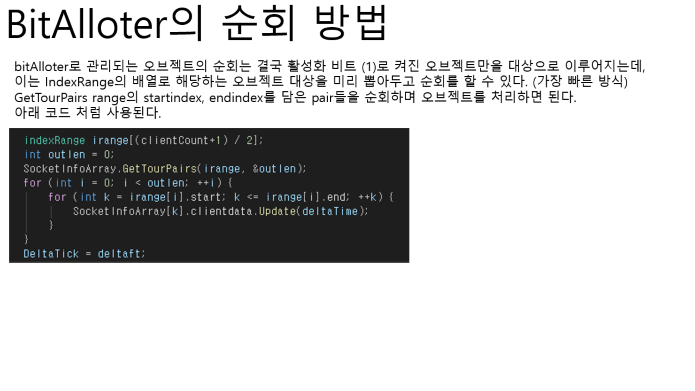 BitAlloter의 순회 방법
bitAlloter로 관리되는 오브젝트의 순회는 결국 활성화 비트 (1)로 켜진 오브젝트만을 대상으로 이루어지는데,
이는 IndexRange의 배열로 해당하는 오브젝트 대상을 미리 뽑아두고 순회를 할 수 있다. (가장 빠른 방식)
GetTourPairs range의 startindex, endindex를 담은 pair들을 순회하며 오브젝트를 처리하면 된다.
아래 코드 처럼 사용된다.
indexRange irange[(clientCount+1) / 2];
int outlen = 0;
SocketInfoArray.GetTourPairs(irange, &outlen);
for (int i = 0; i < outlen; ++i) {
for (int k = irange[i].start; k <= irange[i].end; ++k) {
SocketInfoArray[k].clientdata.Update(deltaTime);
}
}
DeltaTick = deltaft;